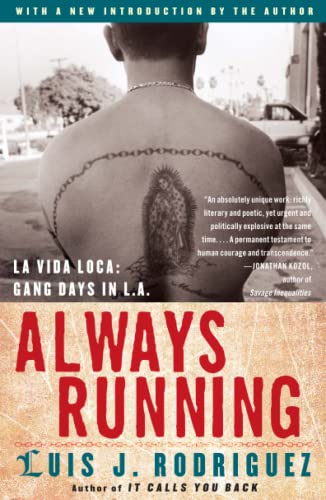 WITH A NEW INTRODUCTION BY THE AUTHOR
"An absolutely unique work: richly
literary and poetic, yet urgent and
politically explosive at the same
time. . . . A permanent testament to
human courage and transcendence."
—JONATHAN KOZOL,
author of
Savage Inequalities
LA VIDA LOCA:
GANG DAYS IN L.A.
ALWAYS
RUNNING
LUIS J. RODRIGUEZ
Author of IT CALLS YOU BACK